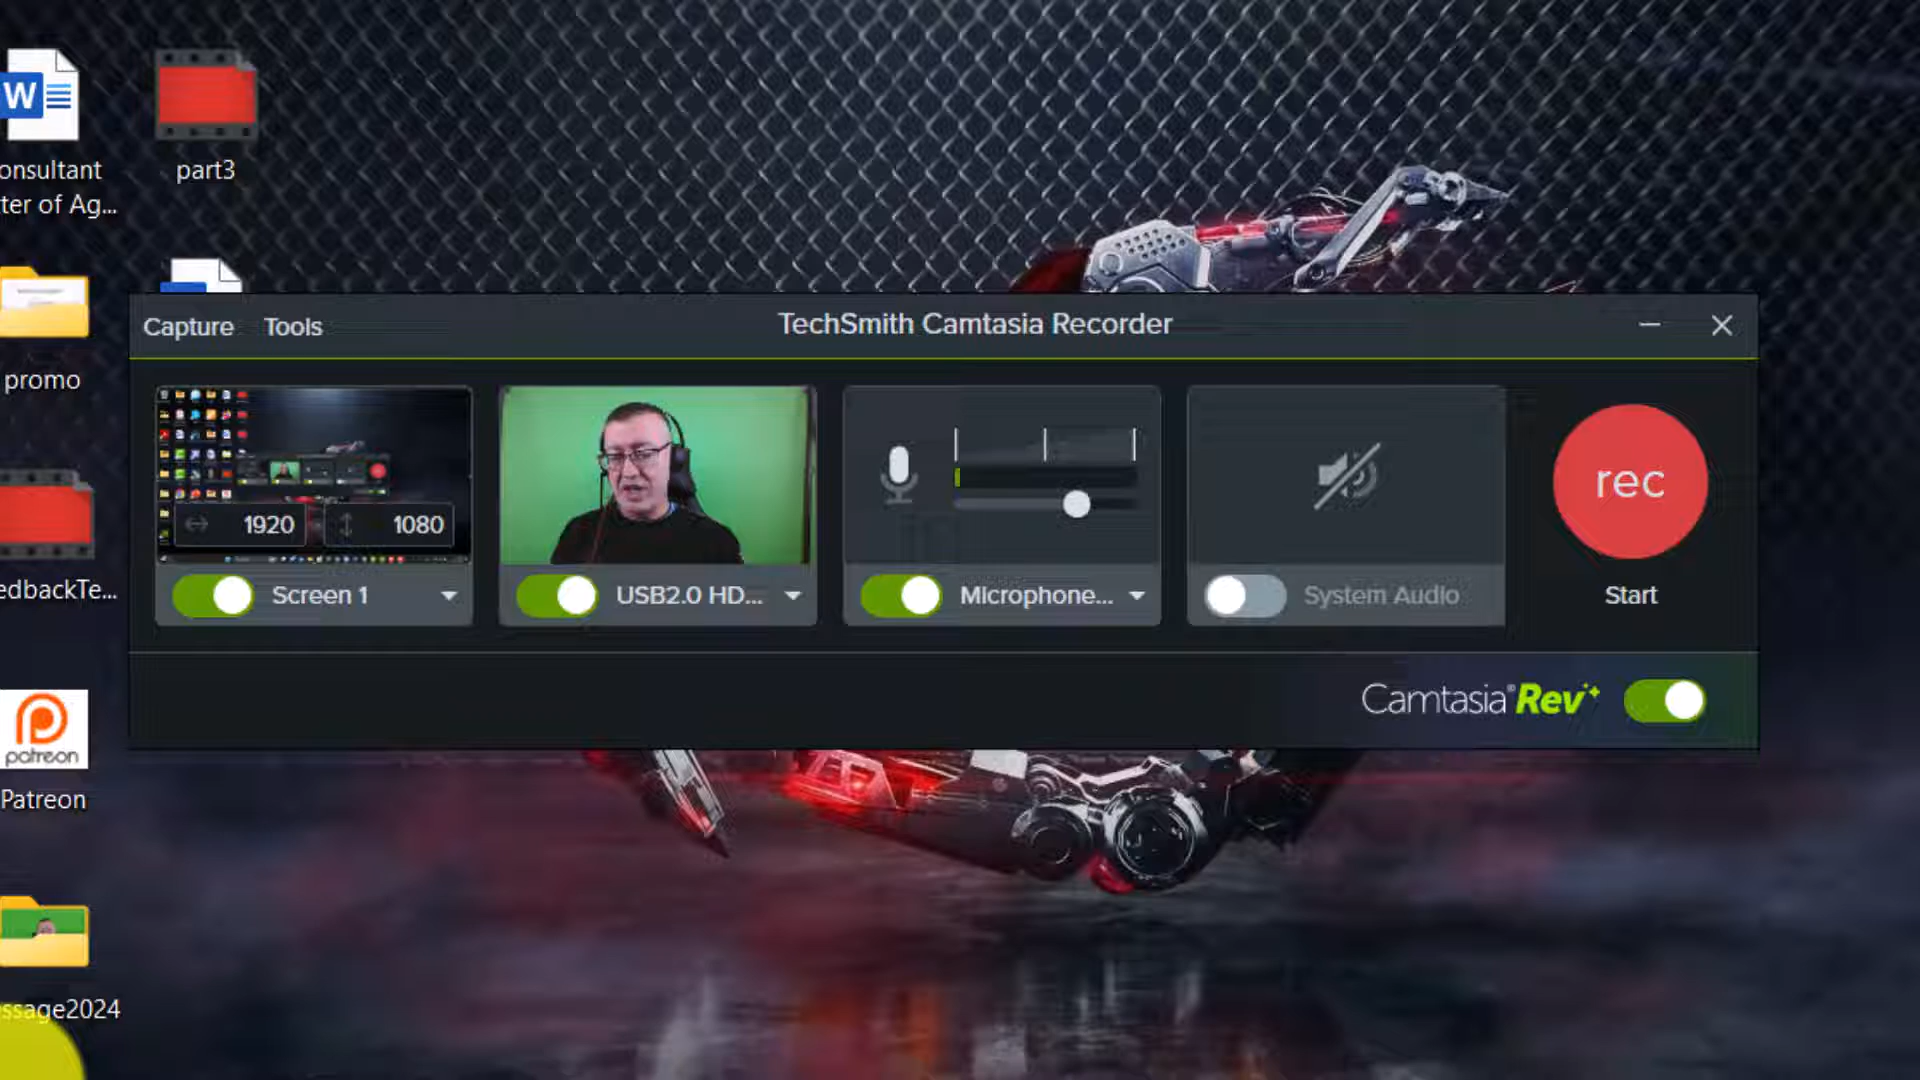 W
onsultant
ter of Ag...
part3
promo
edbackTe...
patreon
Patreon
ssage2024
Capture
Tools
TechSmith Camtasia Recorder
1920
1080
Screen 1
USB2.0 HD...
Microphone...
System Audio
rec
Start
Camtasia® Rev